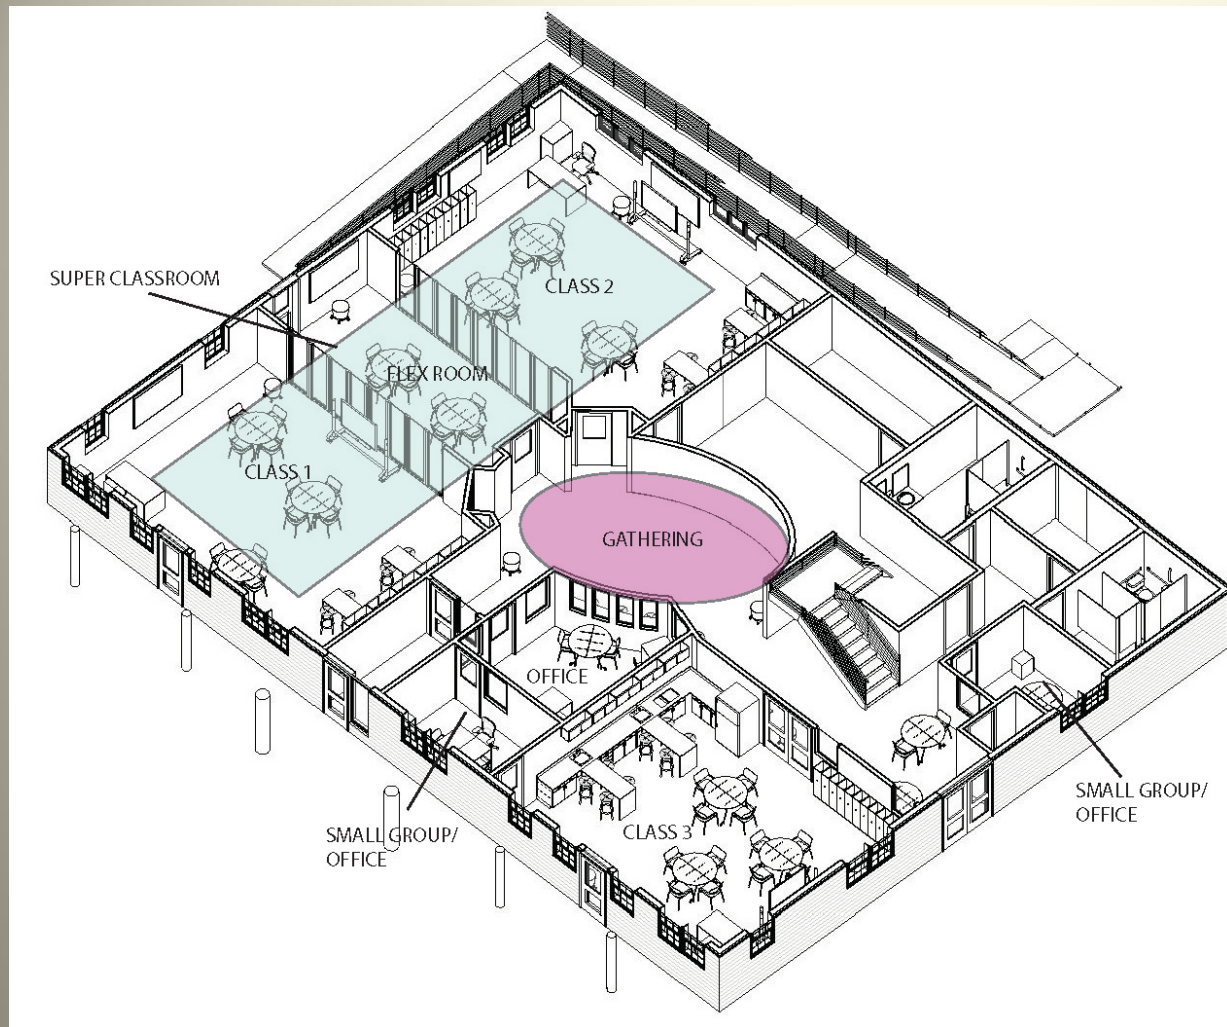 SUPER CLASSROOM
CLASS 2
FLEX ROOM
CLASS 1
GATHERING
OFFICE
SMALL GROUP/
OFFICE
CLASS 3
SMALL GROUP/
OFFICE